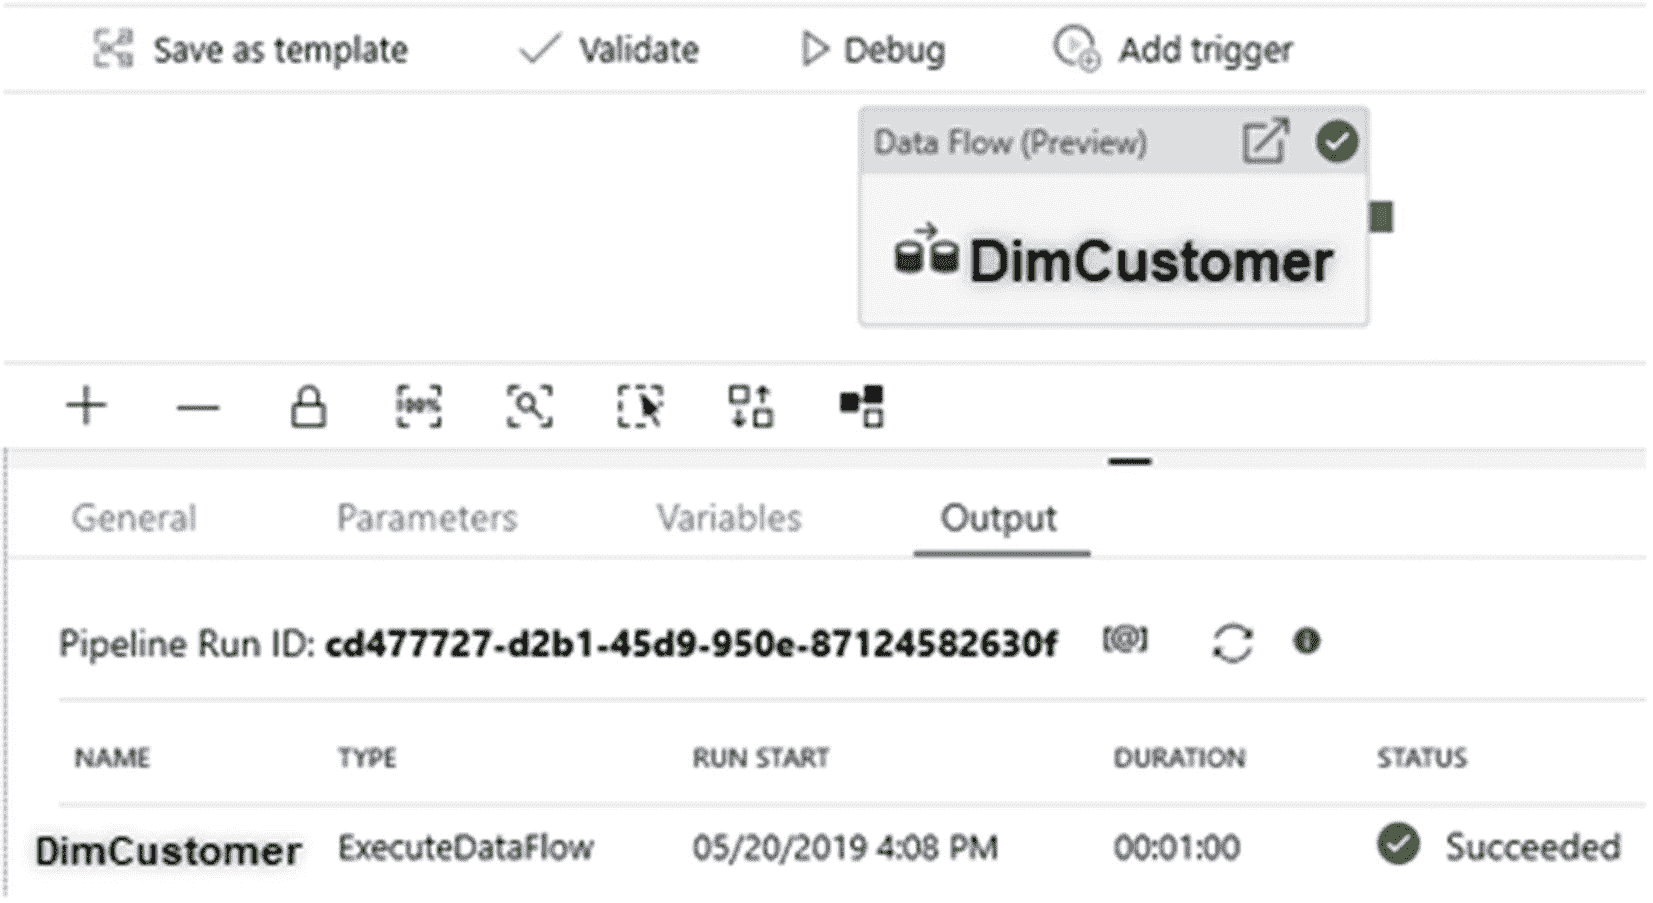 Save as template Validate Debug Add trigger
Data Flow (Preview)
DimCustomer
100%
General Parameters Variables Output
Pipeline Run ID: cd477727-d2b1-45d9-950e-87124582630f [@]
NAME TYPE RUN START DURATION STATUS
DimCustomer ExecuteDataFlow 05/20/2019 4:08 PM 00:01:00 Succeeded